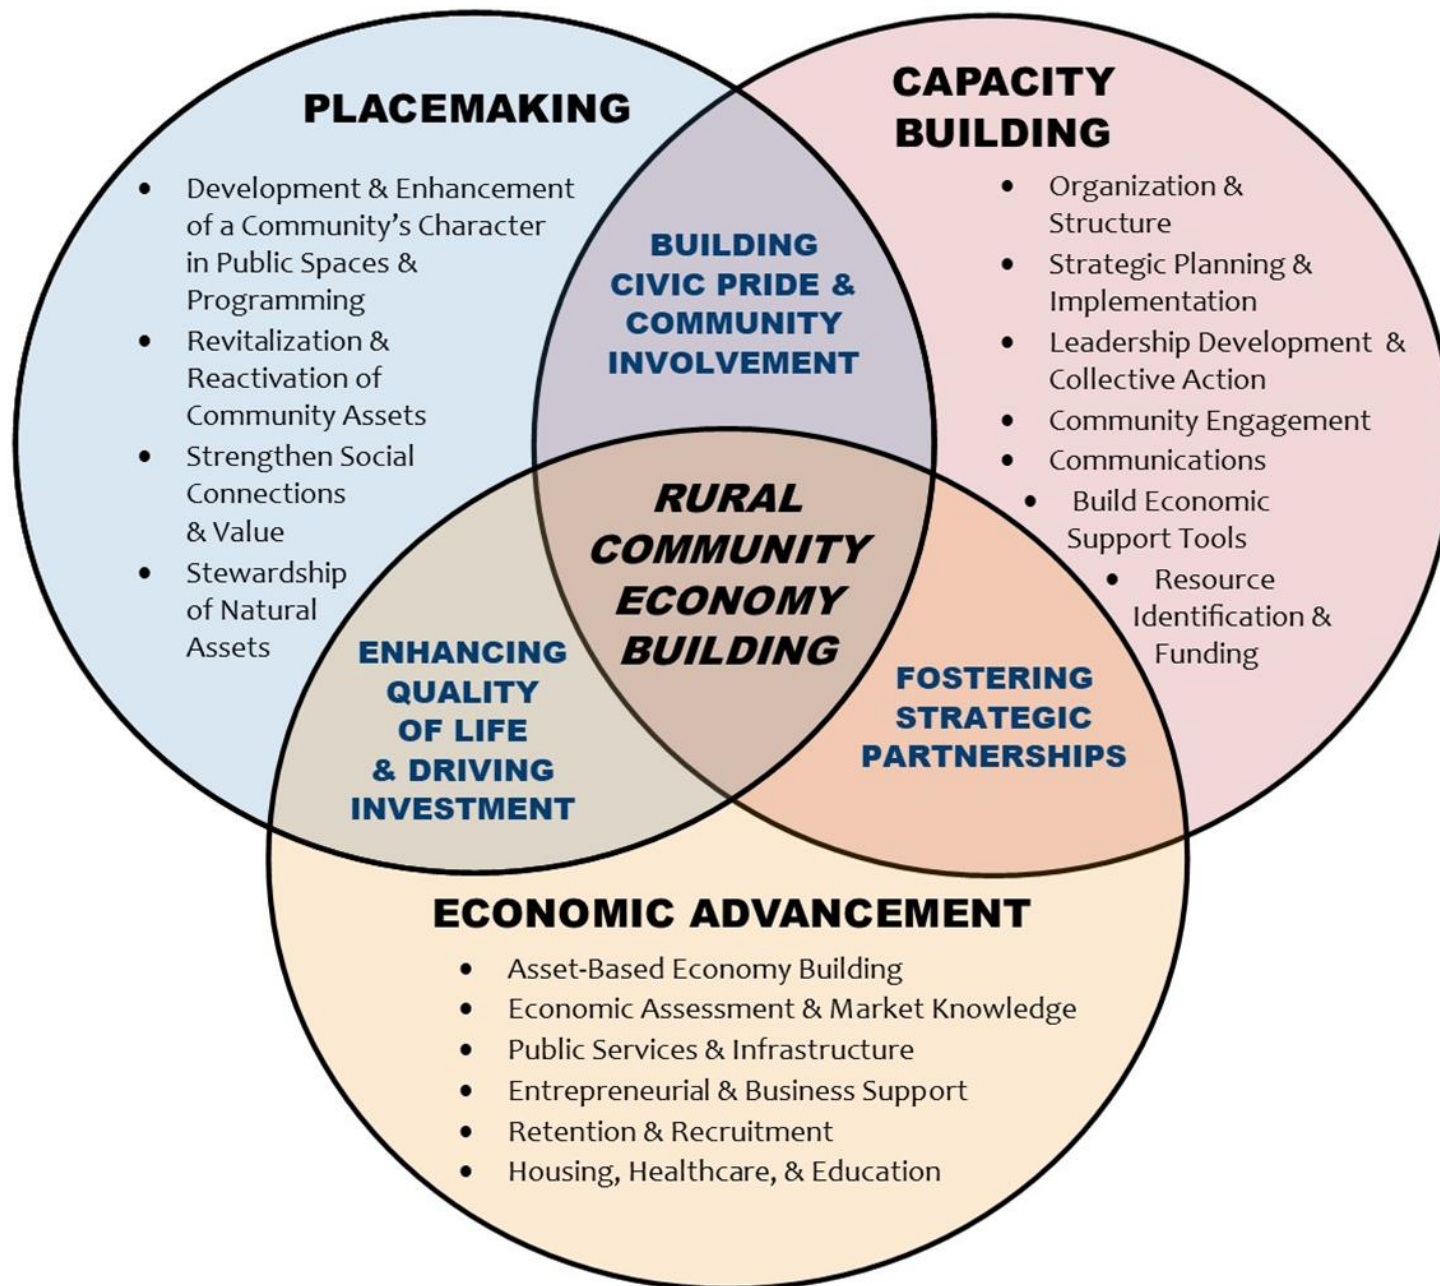 PLACEMAKING
• Development & Enhancement
of a Community's Character
in Public Spaces &
Programming
• Revitalization &
Reactivation of
Community Assets
• Strengthen Social
Connections
& Value
• Stewardship
of Natural
Assets
CAPACITY
BUILDING
• Organization &
Structure
• Strategic Planning &
Implementation
• Leadership Development &
Collective Action
• Community Engagement
• Communications
• Build Economic
Support Tools
• Resource
Identification &
Funding
BUILDING
CIVIC PRIDE &
COMMUNITY
INVOLVEMENT
RURAL
COMMUNITY
ECONOMY
BUILDING
ENHANCING
QUALITY
OF LIFE
& DRIVING
INVESTMENT
FOSTERING
STRATEGIC
PARTNERSHIPS
ECONOMIC ADVANCEMENT
• Asset-Based Economy Building
• Economic Assessment & Market Knowledge
• Public Services & Infrastructure
• Entrepreneurial & Business Support
• Retention & Recruitment
• Housing, Healthcare, & Education